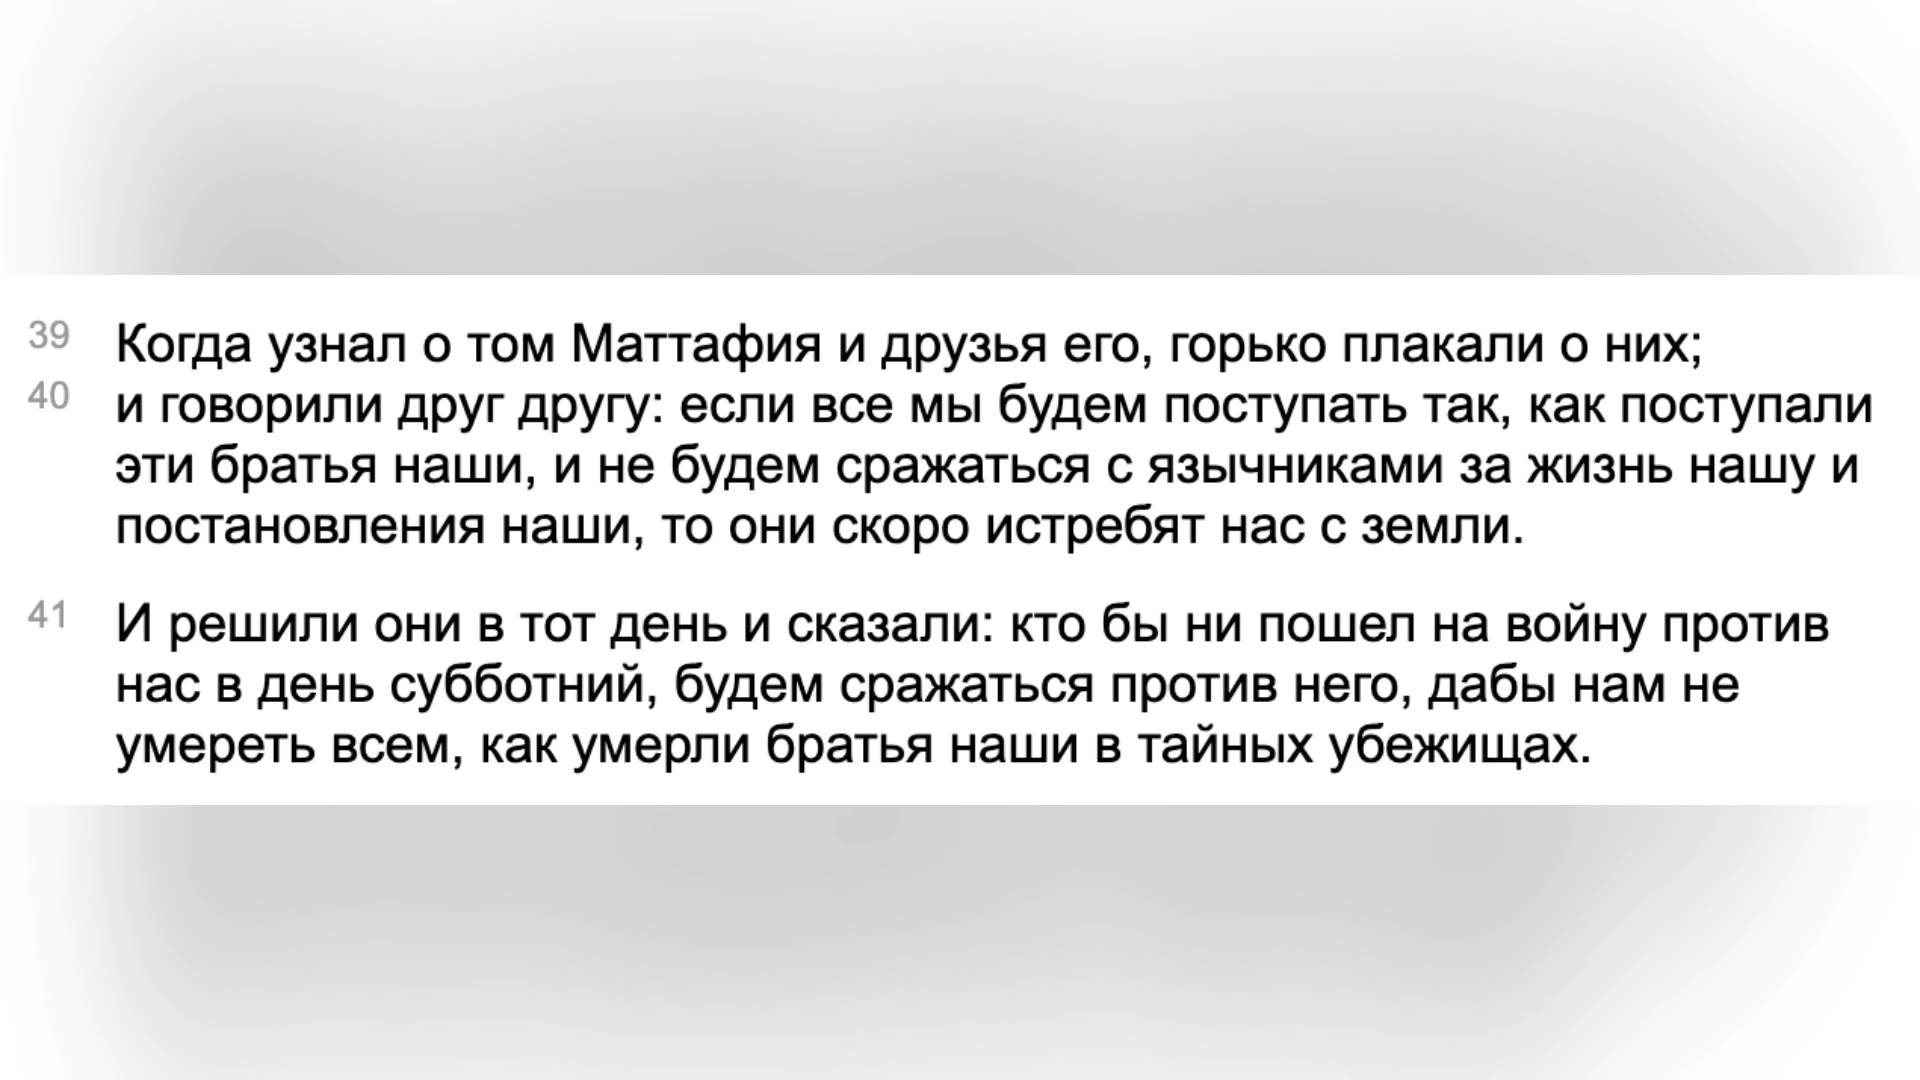 39 Когда узнал о том Маттафия и друзья его, горько плакали о них;
40 и говорили друг другу: если все мы будем поступать так, как поступали
эти братья наши, и не будем сражаться с язычниками за жизнь нашу и
постановления наши, то они скоро истребят нас с земли.
41 И решили они в тот день и сказали: кто бы ни пошел на войну против
нас в день субботний, будем сражаться против него, дабы нам не
умереть всем, как умерли братья наши в тайных убежищах.